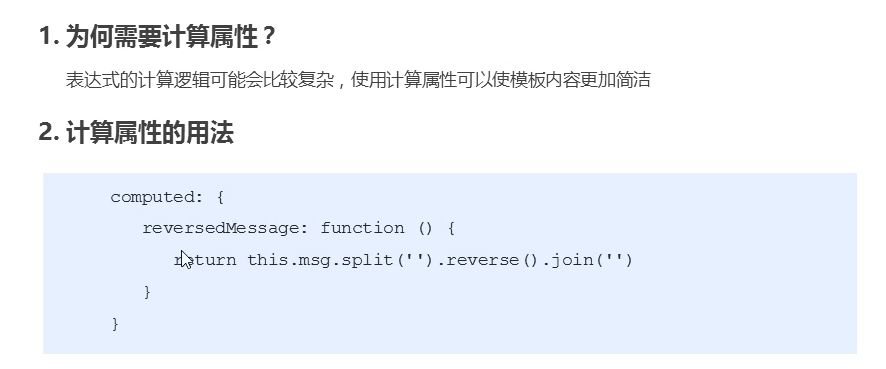 1. 为何需要计算属性？
表达式的计算逻辑可能会比较复杂，使用计算属性可以使模板内容更加简洁
2. 计算属性的用法
computed: {
reversedMessage: function () {
return this.msg.split('').reverse().join('')
}
}